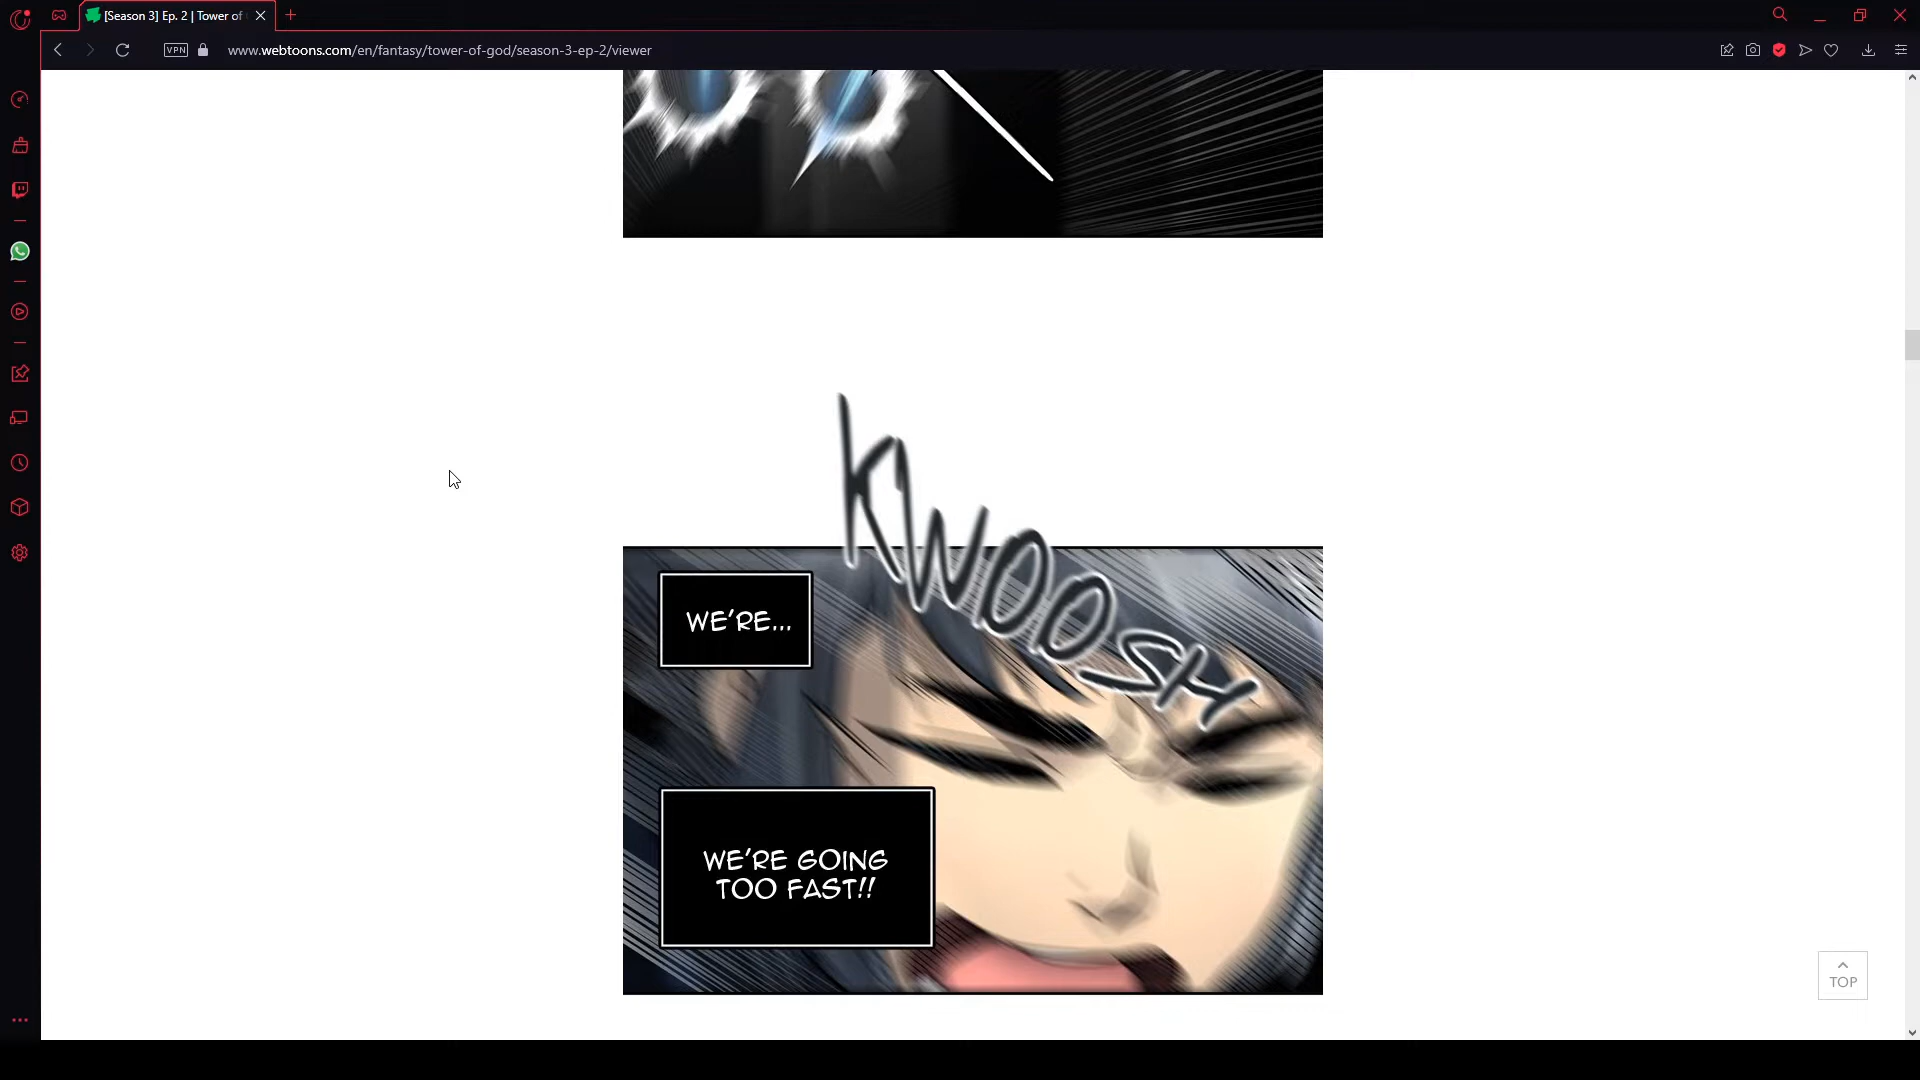 [Season 3] Ep. 2 | Tower of
VPN
www.webtoons.com/en/fantasy/tower-of-god/season-3-ep-2/viewer
KWOOSH
WE'RE...
WE'RE GOING
TOO FAST!!
TOP